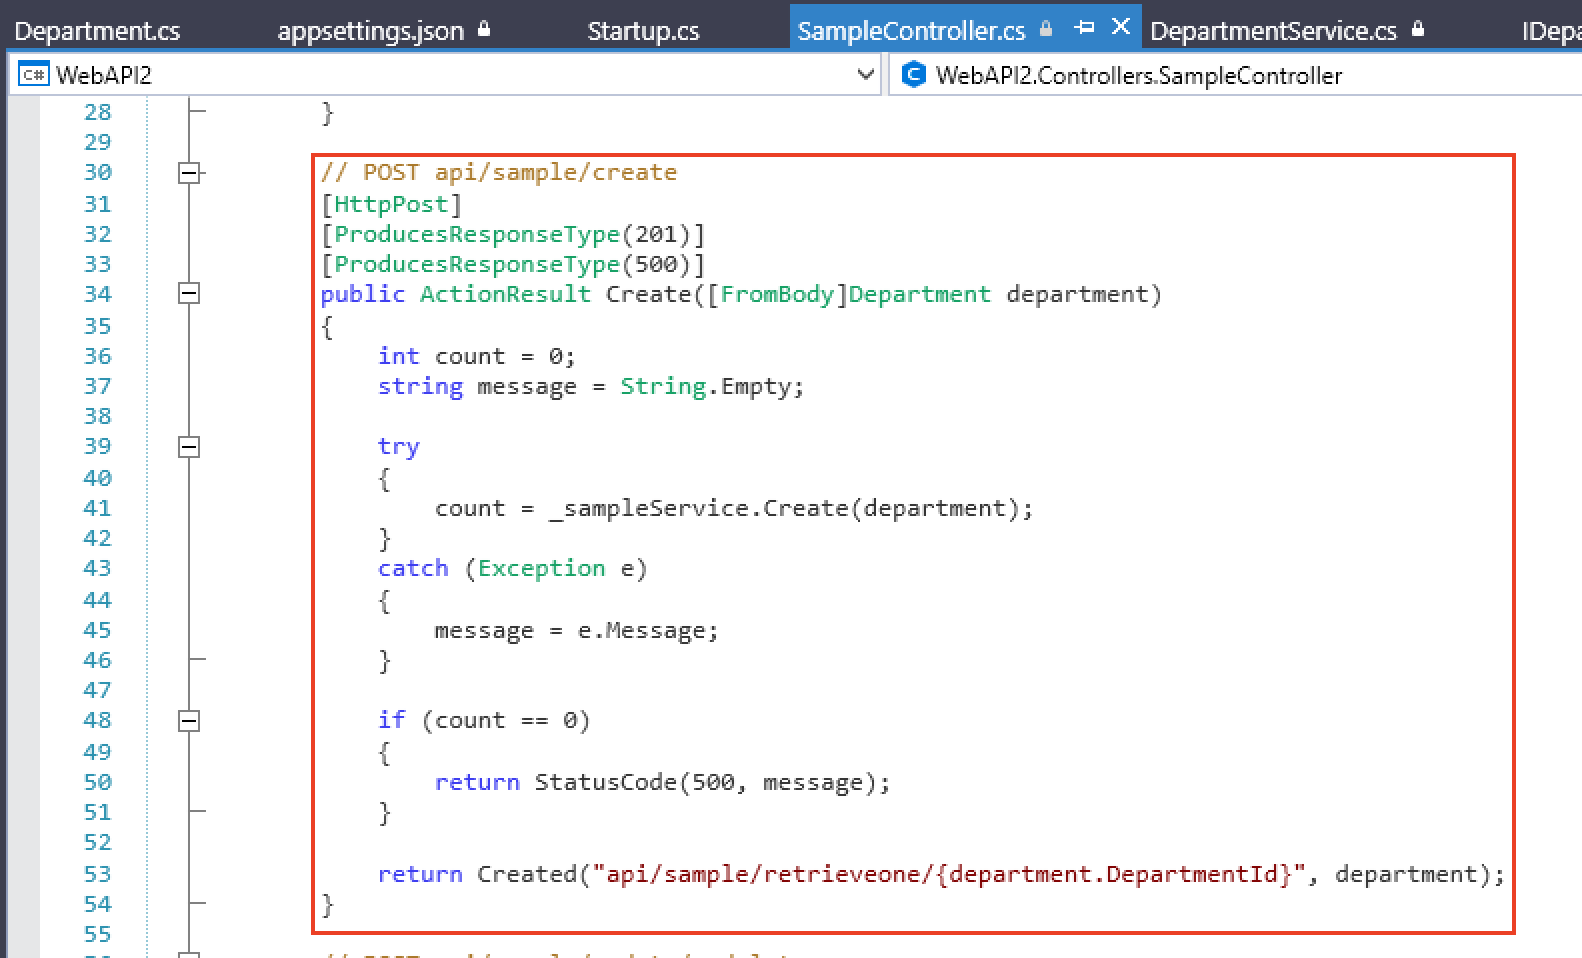 Department.cs appsettings.json Startup.cs SampleController.cs DepartmentService.cs IDepa
C# WebAPI2 C WebAPI2.Controllers.SampleController
28 }
29
30 // POST api/sample/create
31 [HttpPost]
32 [ProducesResponseType(201)]
33 [ProducesResponseType(500)]
34 public ActionResult Create([FromBody]Department department)
35 {
36 int count = 0;
37 string message = String.Empty;
38
39 try
40 {
41 count = _sampleService.Create(department);
42 }
43 catch (Exception e)
44 {
45 message = e.Message;
46 }
47
48 if (count == 0)
49 {
50 return StatusCode(500, message);
51 }
52
53 return Created("api/sample/retrieveone/{department.DepartmentId}", department);
54 }
55